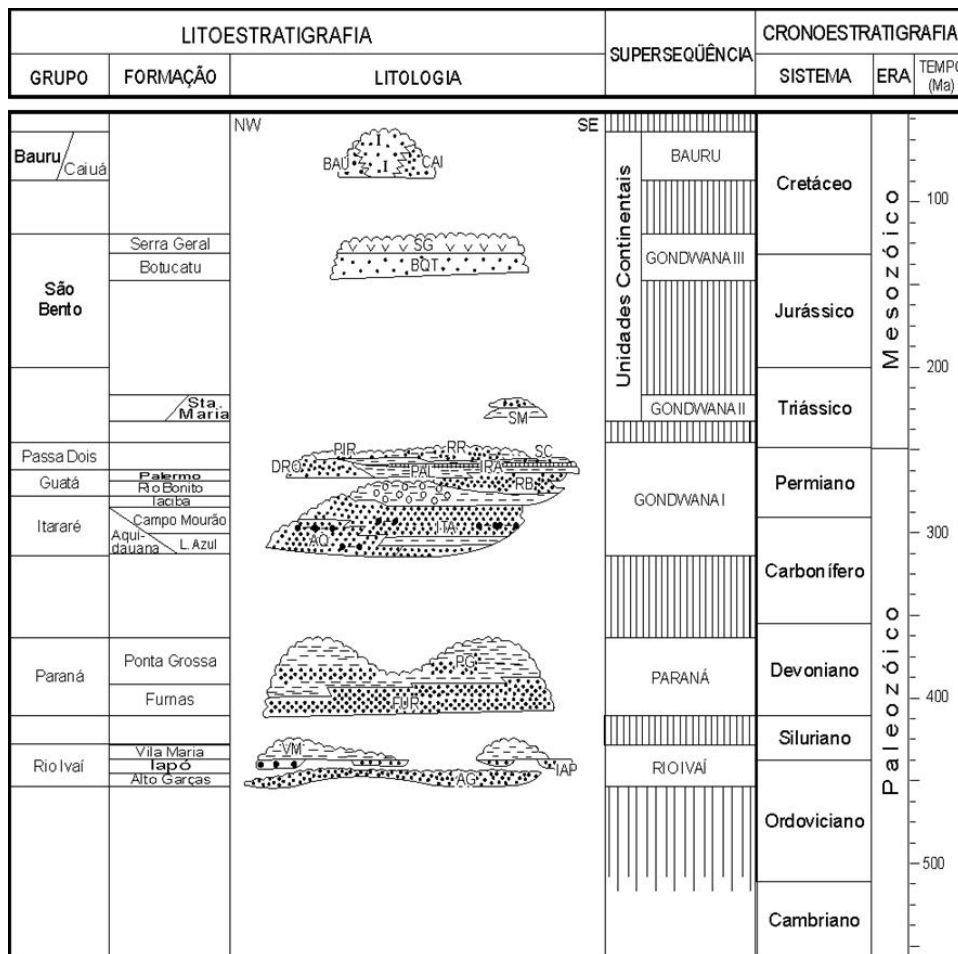 LITOESTRATIGRAFIA
SUPERSEQÜÊNCIA
CRONOESTRATIGRAFIA
GRUPO
FORMAÇÃO
LITOLOGIA
SISTEMA
ERA
TEMPO
(Ma)
NW
SE
Bauru
Caiuá
BAU
I
I
CAI
Unidades Continentais
BAURU
Cretáceo
Mesozóico
100
São
Bento
Serra Geral
Botucatu
SG
BQT
GONDWANA III
Jurássico
200
Sta.
Maria
SM
GONDWANA II
Triássico
Passa Dois
PIR
RR
SC
DRO
PAL
IRA
Guatá
Palermo
Rio Bonito
RB
GONDWANA I
Permiano
Itararé
Taciba
Campo Mourão
Aqui-
dauana
L. Azul
AQ
ITA
300
Carbonífero
Paleozóico
Paraná
Ponta Grossa
Furnas
PG
FUR
PARANÁ
Devoniano
400
Siluriano
Rio Ivaí
Vila Maria
Iapó
Alto Garças
VM
IAP
AG
RIO IVAÍ
Ordoviciano
500
Cambriano